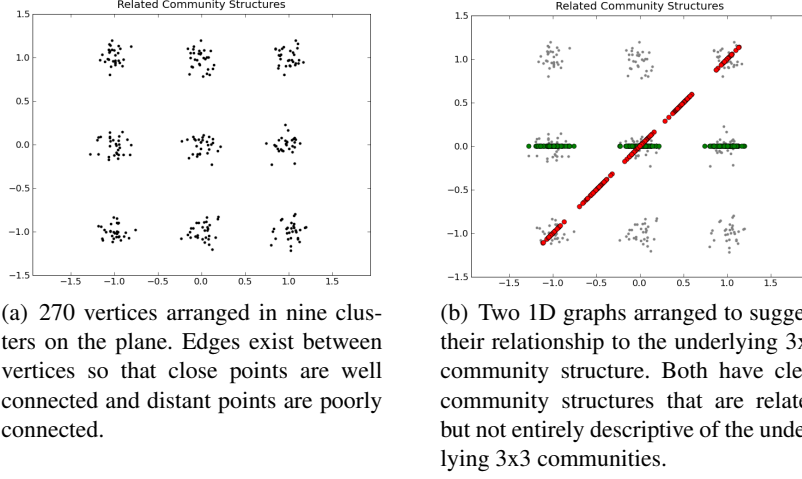 Related Community Structures
1.5
1.0
0.5
0.0
−0.5
−1.0
−1.5
−1.5 −1.0 −0.5 0.0 0.5 1.0 1.5
(a) 270 vertices arranged in nine clus-
ters on the plane. Edges exist between
vertices so that close points are well
connected and distant points are poorly
connected.
Related Community Structures
1.5
1.0
0.5
0.0
−0.5
−1.0
−1.5
−1.5 −1.0 −0.5 0.0 0.5 1.0 1.5
(b) Two 1D graphs arranged to sugge
their relationship to the underlying 3x
community structure. Both have cle
community structures that are relate
but not entirely descriptive of the unde
lying 3x3 communities.